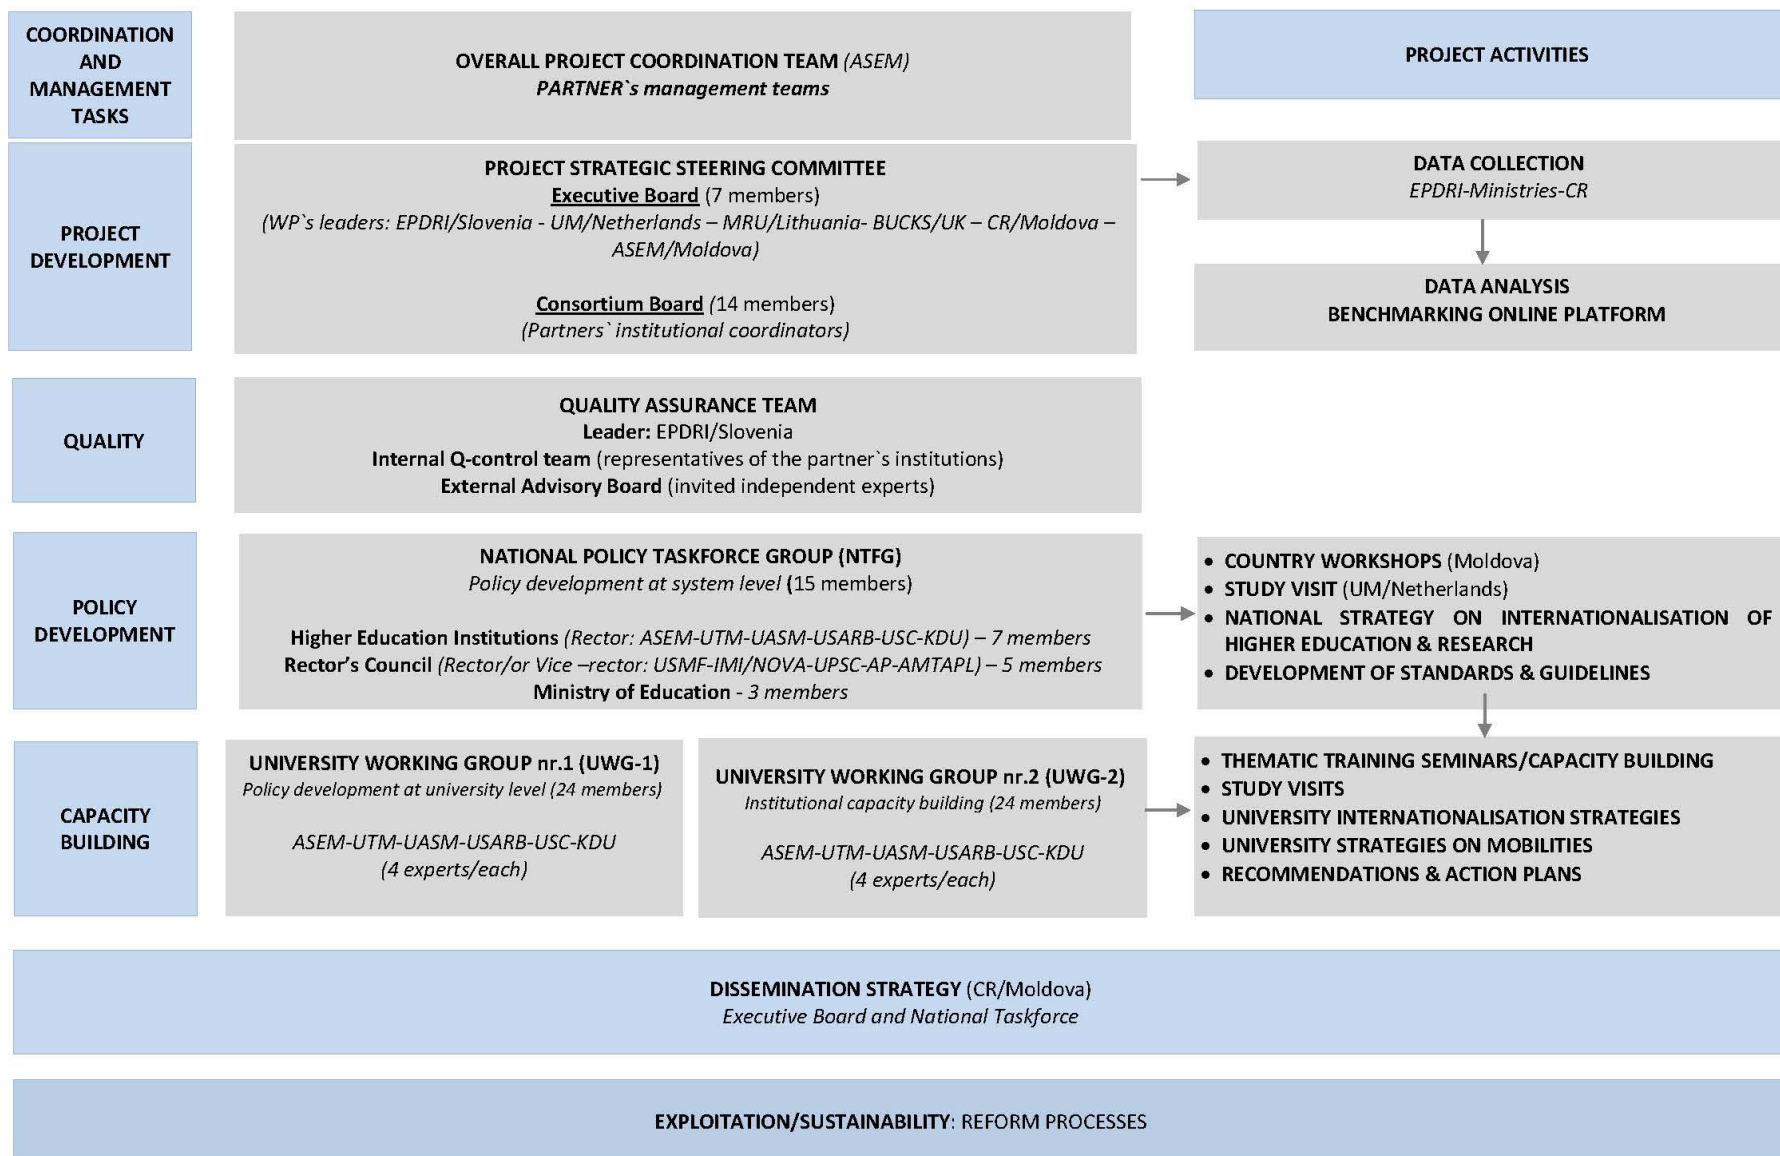 COORDINATION
AND
MANAGEMENT
TASKS
OVERALL PROJECT COORDINATION TEAM (ASEM)
PARTNER`s management teams
PROJECT ACTIVITIES
PROJECT
DEVELOPMENT
PROJECT STRATEGIC STEERING COMMITTEE
Executive Board (7 members)
(WP`s leaders: EPDRI/Slovenia - UM/Netherlands – MRU/Lithuania- BUCKS/UK – CR/Moldova –
ASEM/Moldova)
Consortium Board (14 members)
(Partners` institutional coordinators)
DATA COLLECTION
EPDRI-Ministries-CR
DATA ANALYSIS
BENCHMARKING ONLINE PLATFORM
QUALITY
QUALITY ASSURANCE TEAM
Leader: EPDRI/Slovenia
Internal Q-control team (representatives of the partner`s institutions)
External Advisory Board (invited independent experts)
POLICY
DEVELOPMENT
NATIONAL POLICY TASKFORCE GROUP (NTFG)
Policy development at system level (15 members)
Higher Education Institutions (Rector: ASEM-UTM-UASM-USARB-USC-KDU) – 7 members
Rector’s Council (Rector/or Vice –rector: USMF-IMI/NOVA-UPSC-AP-AMTAPL) – 5 members
Ministry of Education - 3 members
• COUNTRY WORKSHOPS (Moldova)
• STUDY VISIT (UM/Netherlands)
• NATIONAL STRATEGY ON INTERNATIONALISATION OF
HIGHER EDUCATION & RESEARCH
• DEVELOPMENT OF STANDARDS & GUIDELINES
CAPACITY
BUILDING
UNIVERSITY WORKING GROUP nr.1 (UWG-1)
Policy development at university level (24 members)
ASEM-UTM-UASM-USARB-USC-KDU
(4 experts/each)
UNIVERSITY WORKING GROUP nr.2 (UWG-2)
Institutional capacity building (24 members)
ASEM-UTM-UASM-USARB-USC-KDU
(4 experts/each)
• THEMATIC TRAINING SEMINARS/CAPACITY BUILDING
• STUDY VISITS
• UNIVERSITY INTERNATIONALISATION STRATEGIES
• UNIVERSITY STRATEGIES ON MOBILITIES
• RECOMMENDATIONS & ACTION PLANS
DISSEMINATION STRATEGY (CR/Moldova)
Executive Board and National Taskforce
EXPLOITATION/SUSTAINABILITY: REFORM PROCESSES